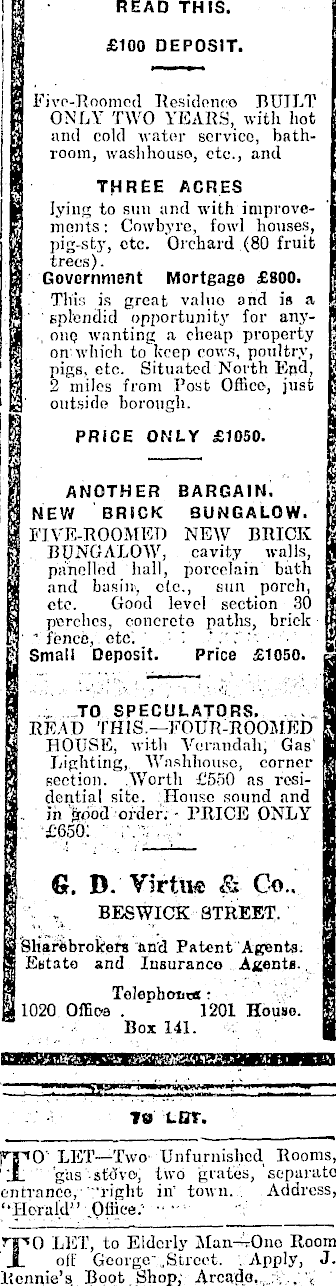 READ THIS.
£100 DEPOSIT.
Five-Roomed Residence BUILT
ONLY TWO YEARS, with hot
and cold water service, bath-
room, washhouse, etc., and
THREE ACRES
lying to sun and with improve-
ments: Cowbyre, fowl houses,
pig-sty, etc. Orchard (80 fruit
trees).
Government Mortgage £800.
This is great value and is a
splendid opportunity for any-
one wanting a cheap property
on which to keep cows, poultry,
pigs, etc. Situated North End,
2 miles from Post Office, just
outside borough.
PRICE ONLY £1050.
ANOTHER BARGAIN.
NEW BRICK BUNGALOW.
FIVE-ROOMED NEW BRICK
BUNGALOW, cavity walls,
panelled hall, porcelain bath
and basin, etc., sun porch,
etc. Good level section 30
perches, concrete paths, brick
fence, etc.
Small Deposit. Price £1050.
TO SPECULATORS.
READ THIS.—FOUR-ROOMED
HOUSE, with Verandah, Gas
Lighting, Washhouse, corner
section. Worth £550 as resi-
dential site. House sound and
in good order. PRICE ONLY
£650.
G. D. Virtue & Co.,
BESWICK STREET.
Sharebrokers and Patent Agents.
Estate and Insurance Agents.
Telephones:
1020 Office. 1201 House.
Box 141.
TO LET.
TO LET—Two Unfurnished Rooms,
gas stove, two grates, separate
entrance, right in town. Address,
"Herald" Office.
TO LET, to Elderly Man—One Room
off George Street. Apply, J.
Rennie's Boot Shop, Arcade.